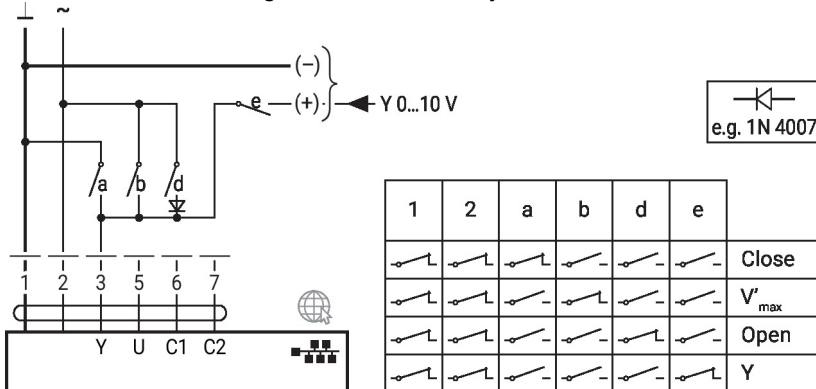 ⊥ ~
(–)
e (+) Y 0...10 V
e.g. 1N 4007
a b d
1 2 a b d e
Close
V'max
Open
Y
1 2 3 5 6 7
Y U C1 C2